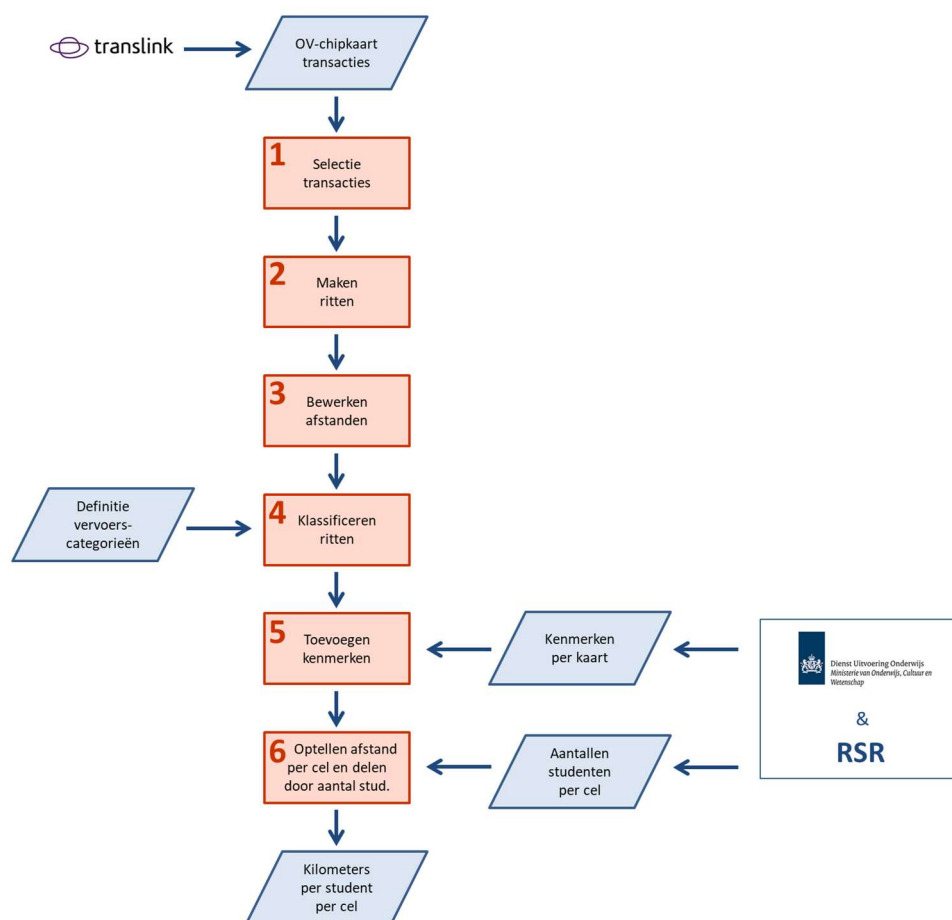 translink
OV-chipkaart
transacties
1
Selectie
transacties
2
Maken
ritten
3
Bewerken
afstanden
Definitie
vervoers-
categorieën
4
Klassificeren
ritten
5
Toevoegen
kenmerken
Kenmerken
per kaart
Dienst Uitvoering Onderwijs
Ministerie van Onderwijs, Cultuur en
Wetenschap
&
RSR
6
Optellen afstand
per cel en delen
door aantal stud.
Aantallen
studenten
per cel
Kilometers
per student
per cel